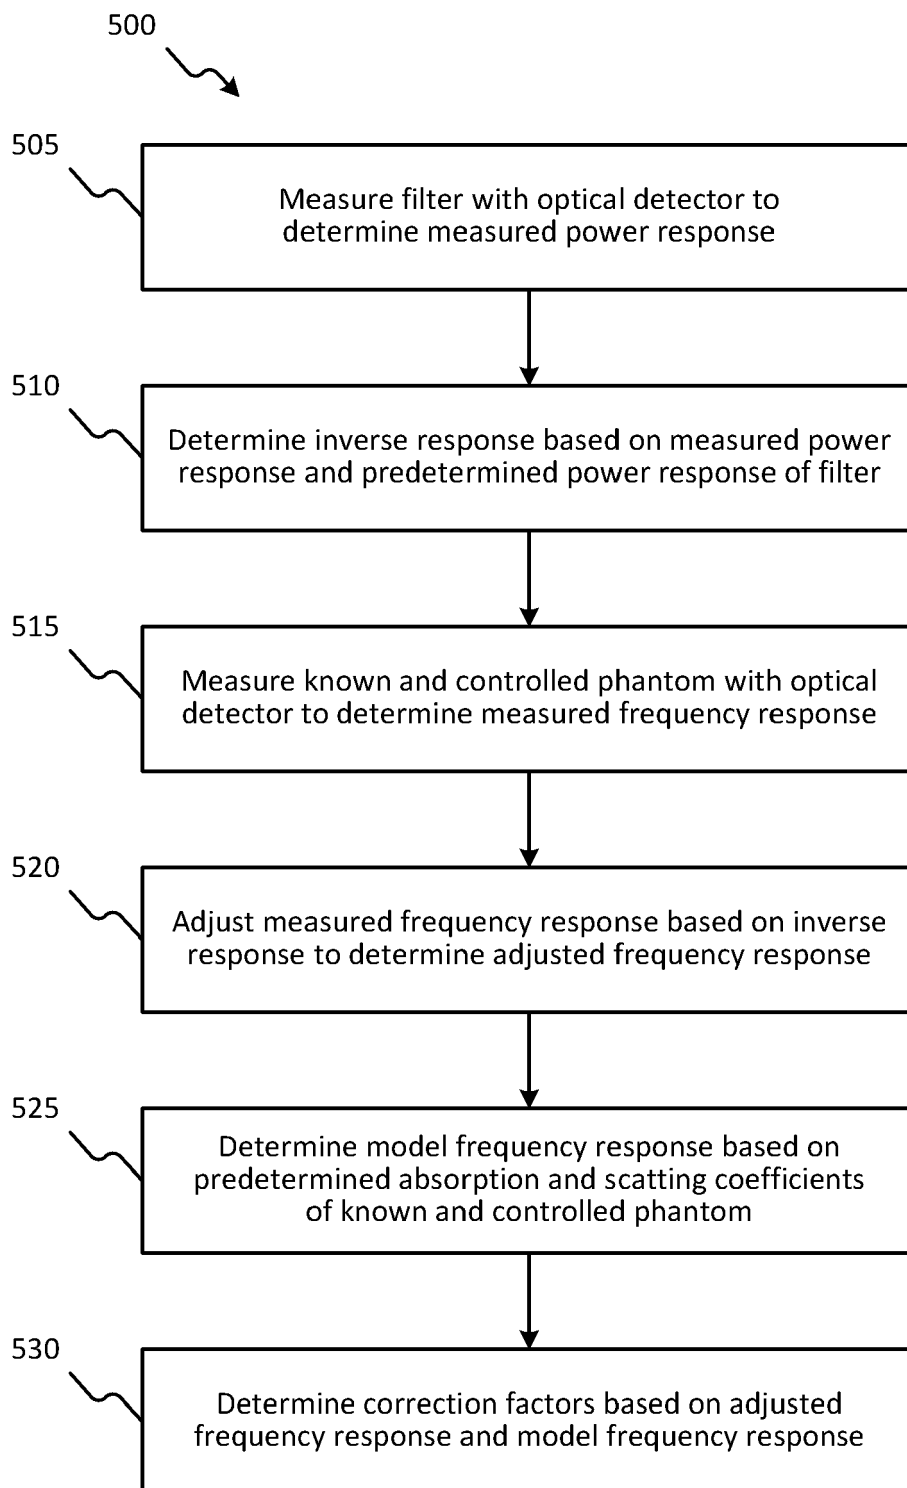 500
505
Measure filter with optical detector to
determine measured power response
510
Determine inverse response based on measured power
response and predetermined power response of filter
515
Measure known and controlled phantom with optical
detector to determine measured frequency response
520
Adjust measured frequency response based on inverse
response to determine adjusted frequency response
525
Determine model frequency response based on
predetermined absorption and scatting coefficients
of known and controlled phantom
530
Determine correction factors based on adjusted
frequency response and model frequency response